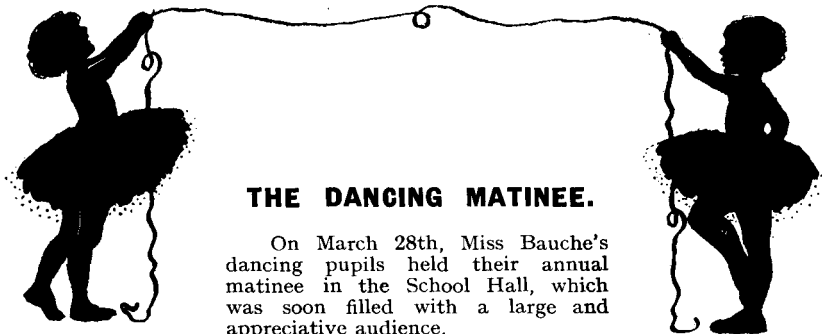 THE DANCING MATINEE.
On March 28th, Miss Bauche's
dancing pupils held their annual
matinee in the School Hall, which
was soon filled with a large and
appreciative audience.